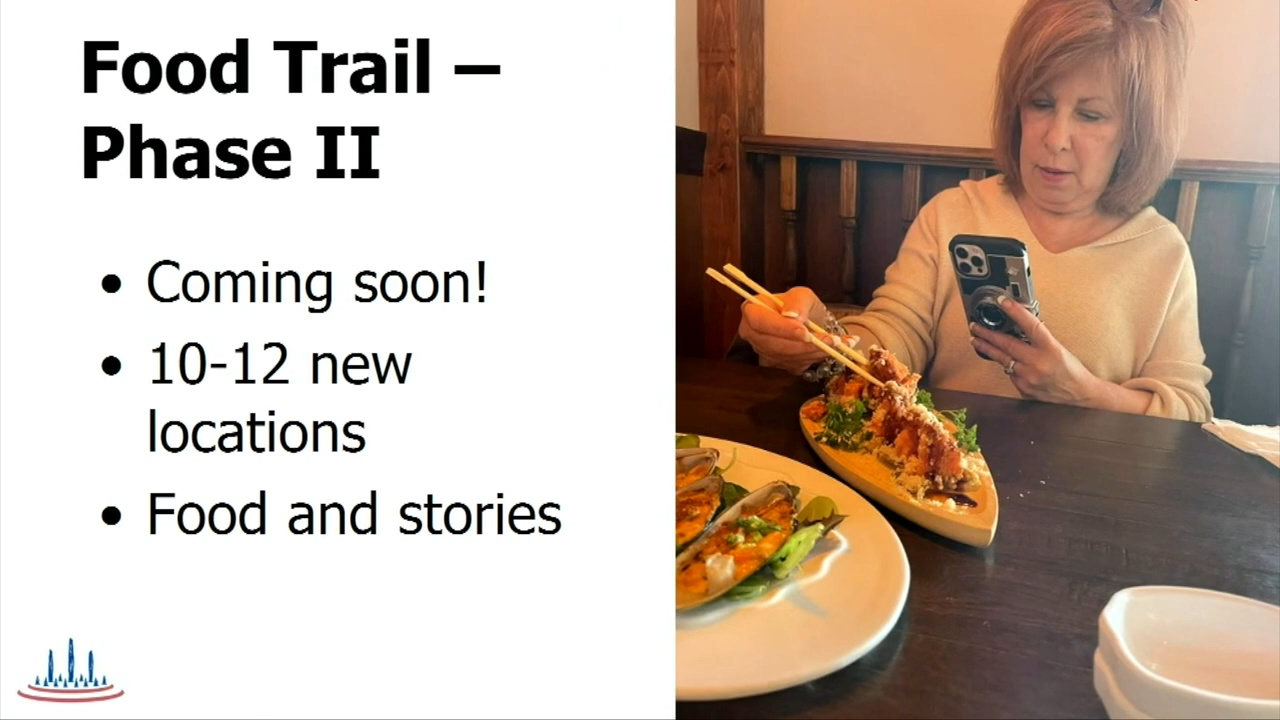 Food Trail –
Phase II
• Coming soon!
• 10-12 new
locations
• Food and stories